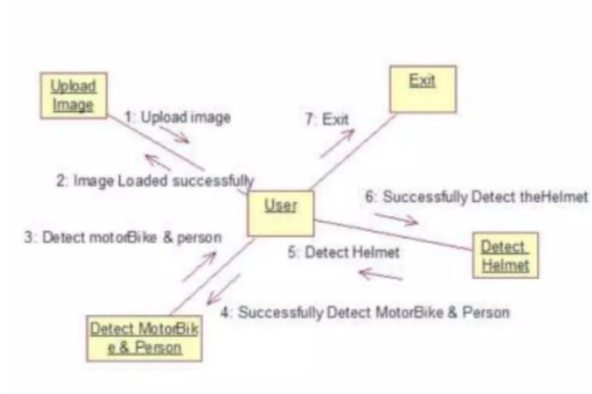 Upload
Image
Exit
1: Upload image
7: Exit
2: Image Loaded successfully
User
6: Successfully Detect theHelmet
3: Detect motorBike & person
5: Detect Helmet
Detect
Helmet
4: Successfully Detect MotorBike & Person
Detect MotorBik
e & Person